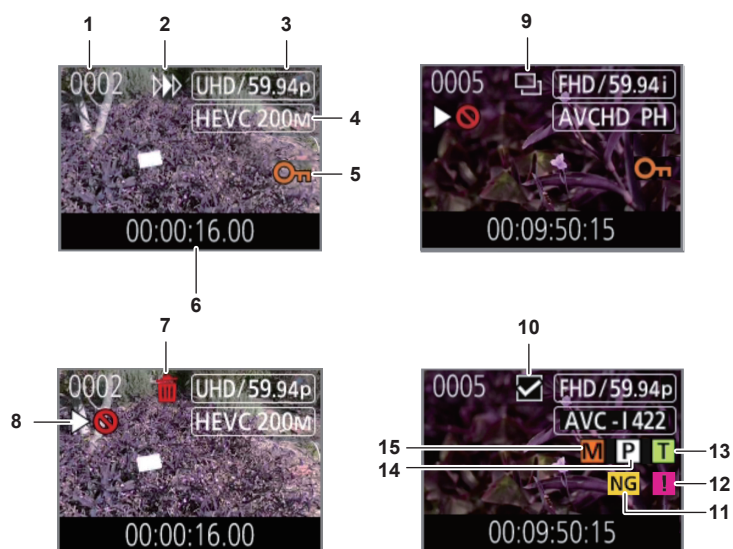 1 2 3
0002 UHD/59.94p
HEVC 200M 4
5
00:00:16.00
6
9
0005 FHD/59.94i
AVCHD PH
00:09:50:15
7
0002 UHD/59.94p
8 HEVC 200M
00:00:16.00
10
0005 FHD/59.94p
AVC-I 422
15 M P T 13
14 NG ! 12
11
00:09:50:15